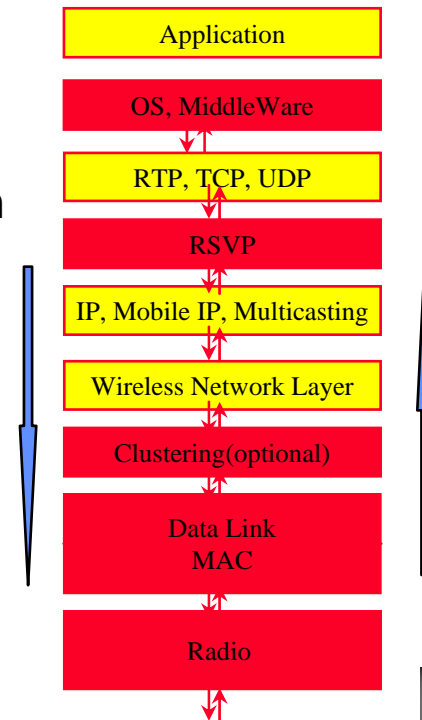 Application
OS, MiddleWare
RTP, TCP, UDP
n
RSVP
IP, Mobile IP, Multicasting
Wireless Network Layer
Clustering(optional)
Data Link
MAC
Radio